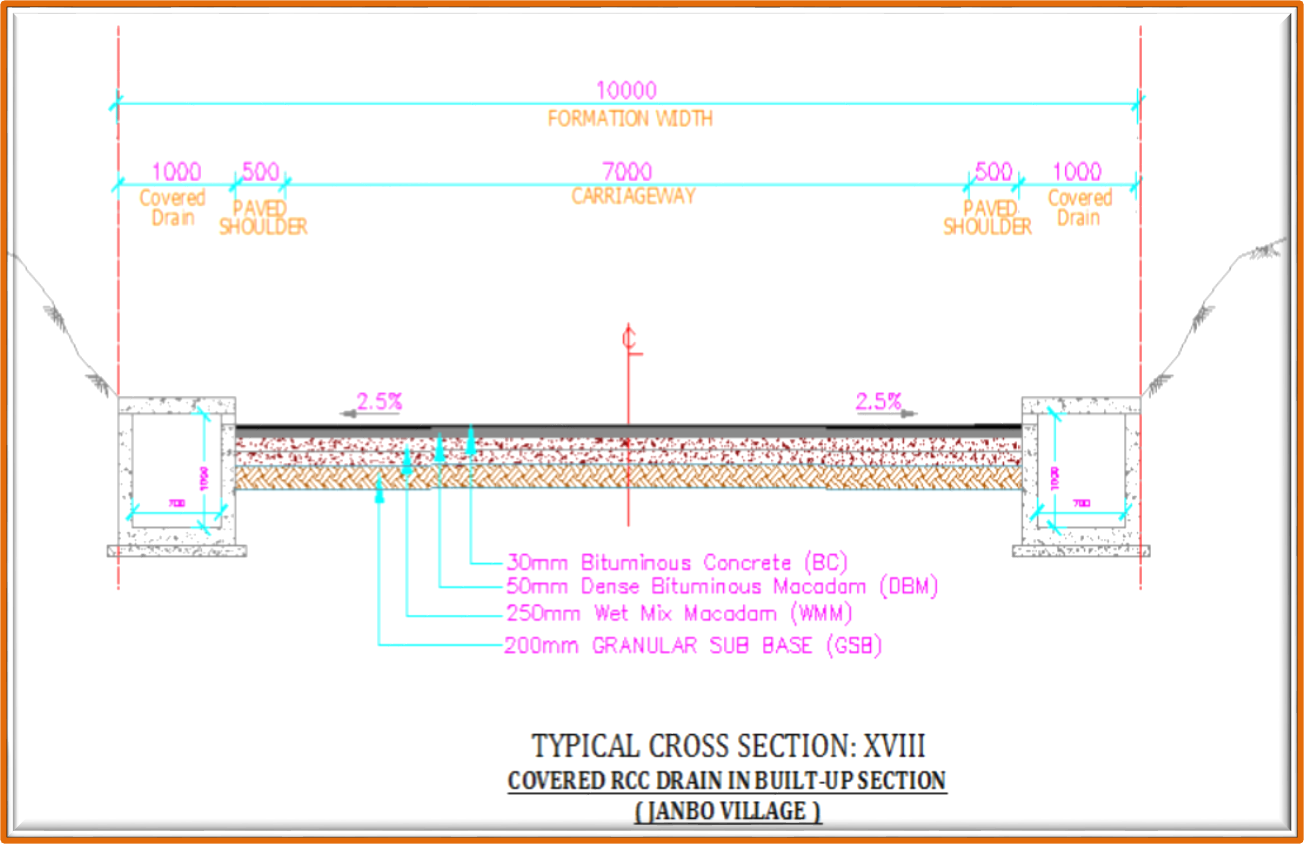 10000
FORMATION WIDTH
1000 500 7000 500 1000
Covered
Drain
PAVED
SHOULDER
CARRIAGEWAY
PAVED
SHOULDER
Covered
Drain
C
L
2.5% 2.5%
1000
700
1000
700
30mm Bituminous Concrete (BC)
50mm Dense Bituminous Macadam (DBM)
250mm Wet Mix Macadam (WMM)
200mm GRANULAR SUB BASE (GSB)
TYPICAL CROSS SECTION: XVIII
COVERED RCC DRAIN IN BUILT-UP SECTION
( JANBO VILLAGE )